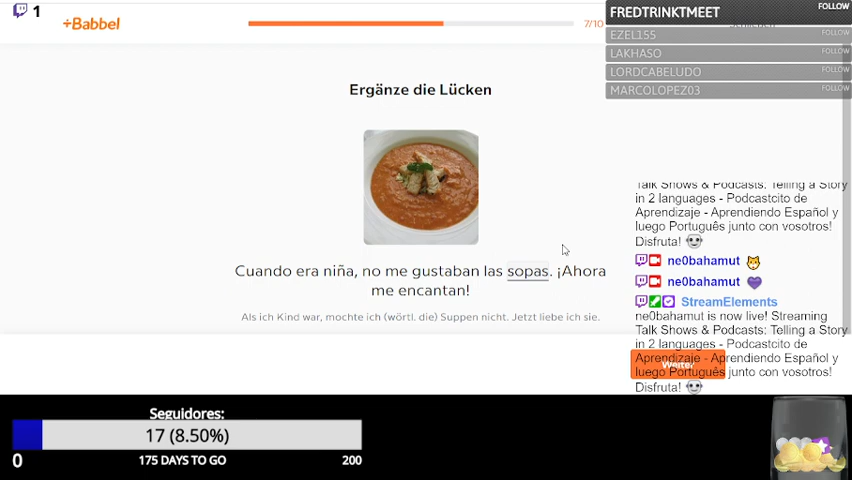 1
+Babbel
7/10
FREDTRINKTMEET FOLLOW
EZEL155 FOLLOW
LAKHASO FOLLOW
LORDCABELUDO FOLLOW
MARCOLOPEZ03 FOLLOW
Ergänze die Lücken
Cuando era niña, no me gustaban las sopas. ¡Ahora
me encantan!
Als ich Kind war, mochte ich (wörtl. die) Suppen nicht. Jetzt liebe ich sie.
Weiter
Talk Shows & Podcasts: Telling a Story
in 2 languages - Podcastcito de
Aprendizaje - Aprendiendo Español y
luego Português junto con vosotros!
Disfruta!
ne0bahamut
ne0bahamut
StreamElements
ne0bahamut is now live! Streaming
Talk Shows & Podcasts: Telling a Story
in 2 languages - Podcastcito de
Aprendizaje - Aprendiendo Español y
luego Português junto con vosotros!
Disfruta!
Seguidores:
17 (8.50%)
0 175 DAYS TO GO 200